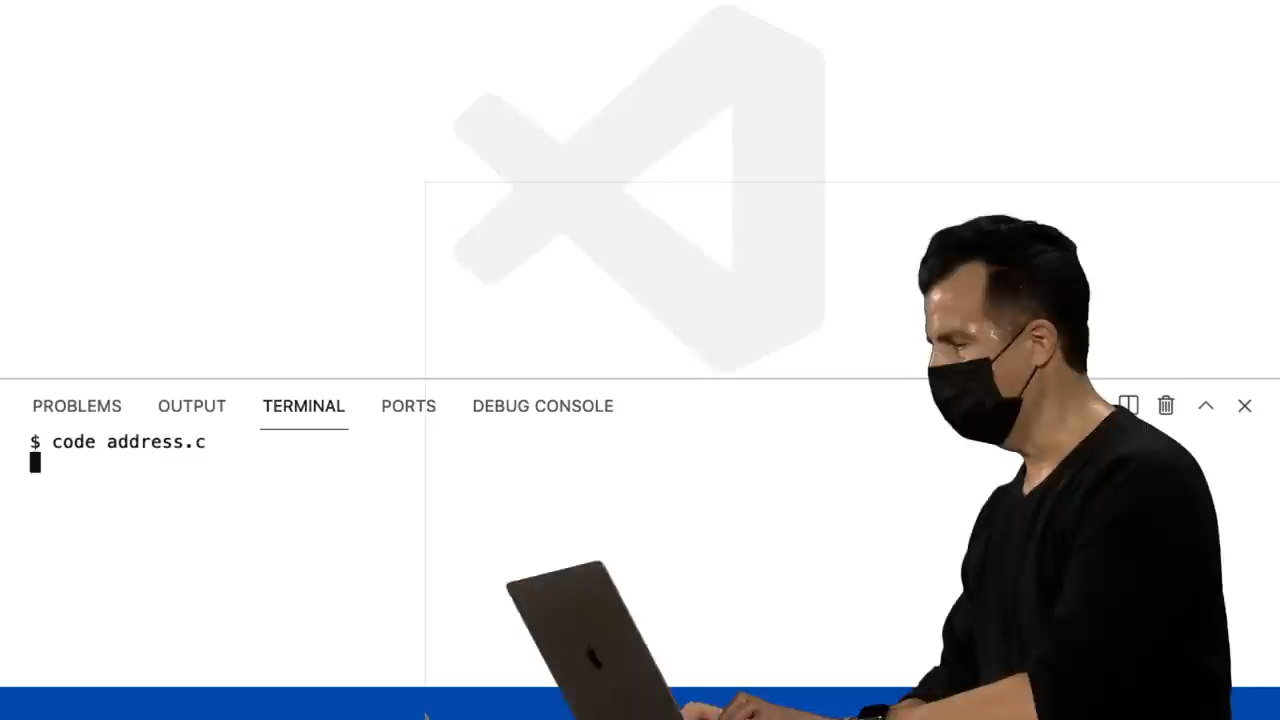 PROBLEMS OUTPUT TERMINAL PORTS DEBUG CONSOLE
$ code address.c